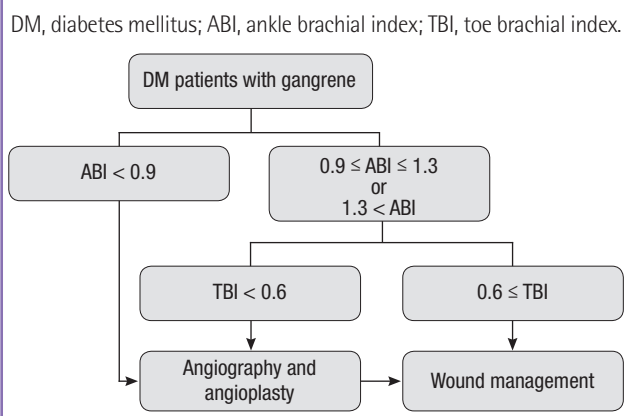 DM, diabetes mellitus; ABI, ankle brachial index; TBI, toe brachial index.
DM patients with gangrene
ABI < 0.9
0.9 ≤ ABI ≤ 1.3
or
1.3 < ABI
TBI < 0.6
0.6 ≤ TBI
Angiography and
angioplasty
Wound management